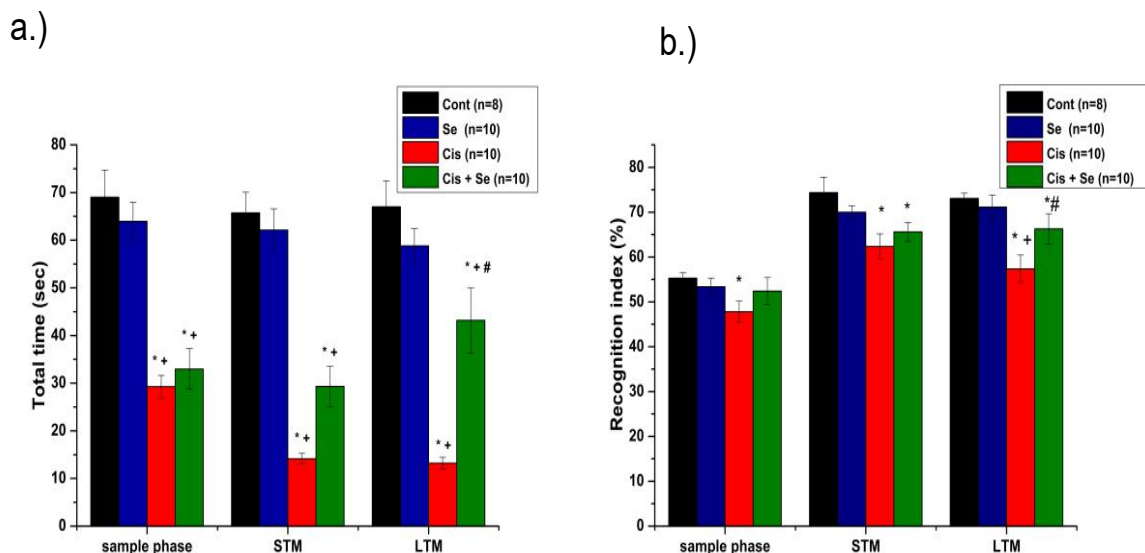 a.)
Cont (n=8)
Se (n=10)
Cis (n=10)
Cis + Se (n=10)
80
70
60
50
40
30
20
10
0
Total time (sec)
* +
* +
* +
* +
* +
* + #
sample phase STM LTM
b.)
Cont (n=8)
Se (n=10)
Cis (n=10)
Cis + Se (n=10)
80
70
60
50
40
30
20
10
0
Recognition index (%)
*
* *
* +
*#
sample phase STM LTM